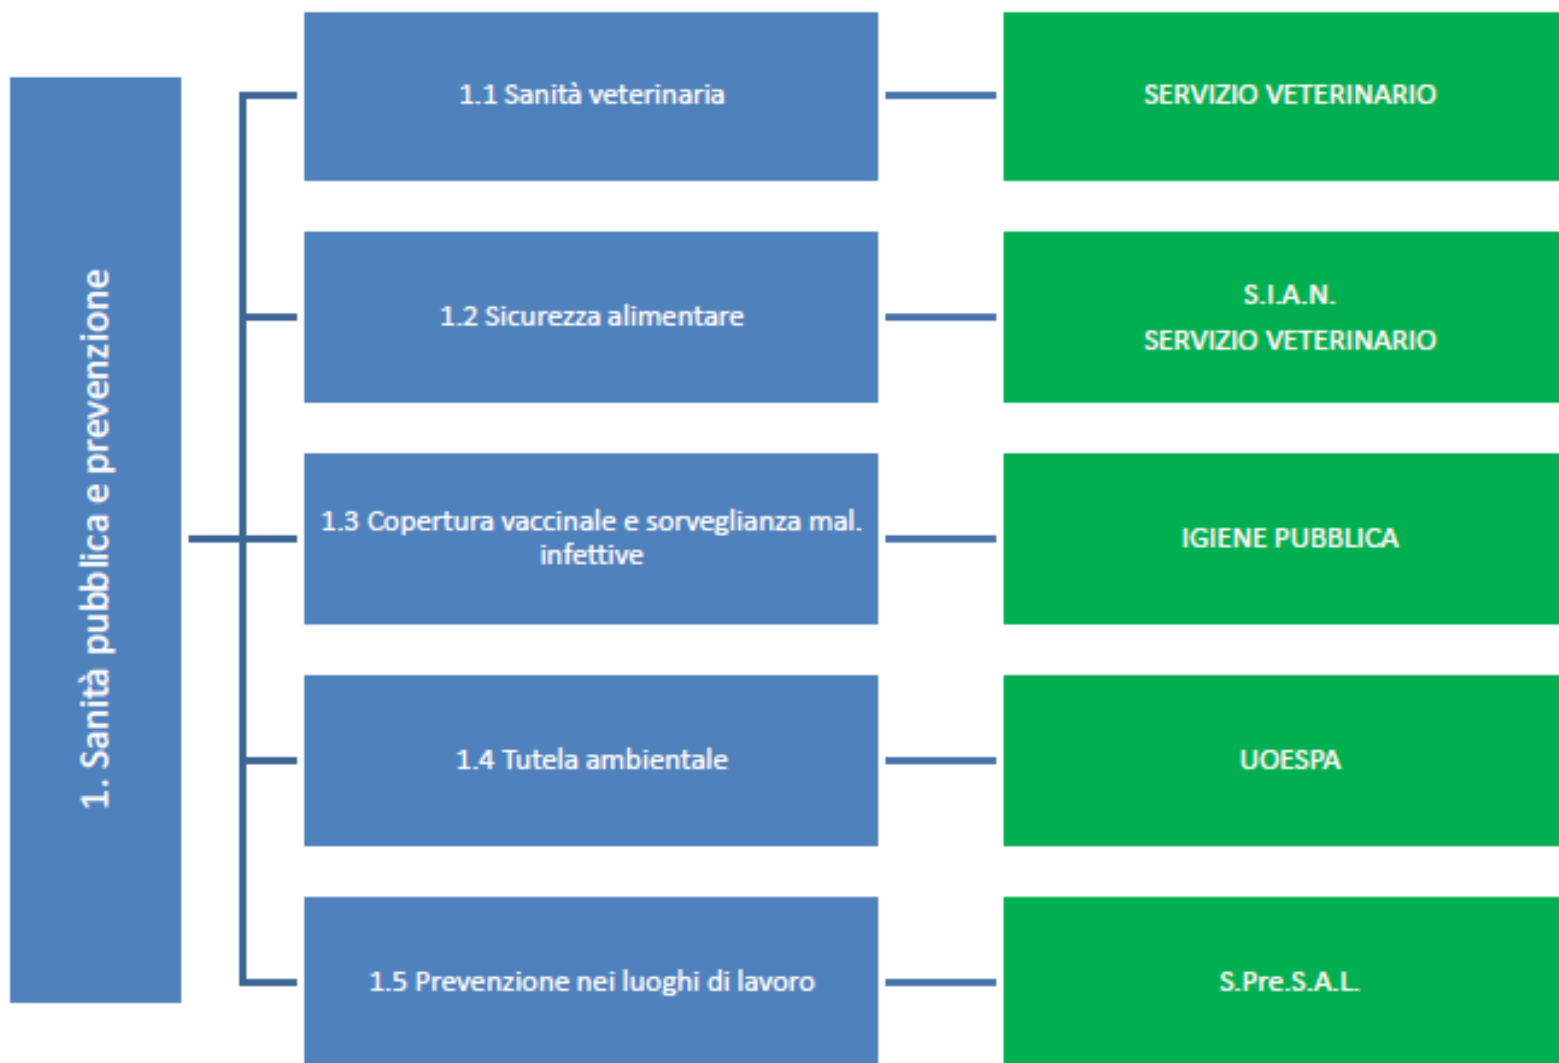 1. Sanità pubblica e prevenzione
1.1 Sanità veterinaria
SERVIZIO VETERINARIO
1.2 Sicurezza alimentare
S.I.A.N.
SERVIZIO VETERINARIO
1.3 Copertura vaccinale e sorveglianza mal.
infettive
IGIENE PUBBLICA
1.4 Tutela ambientale
UOESPA
1.5 Prevenzione nei luoghi di lavoro
S.Pre.S.A.L.